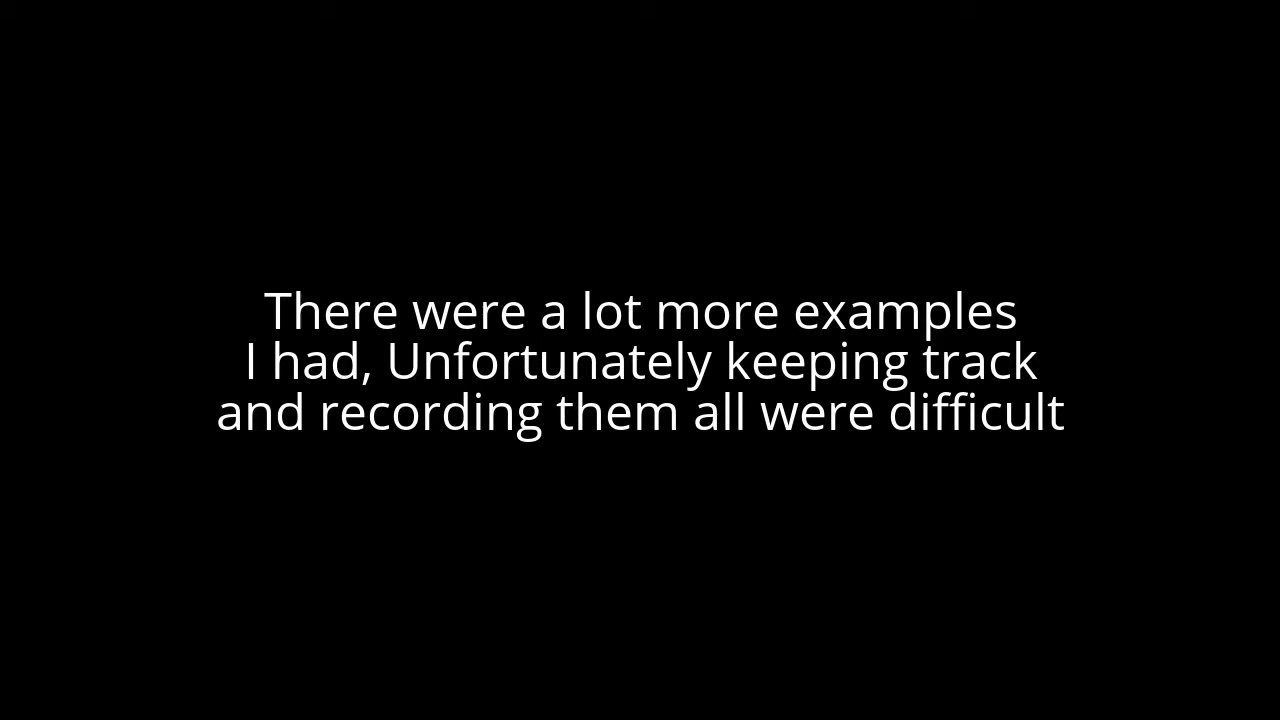 There were a lot more examples
I had, Unfortunately keeping track
and recording them all were difficult